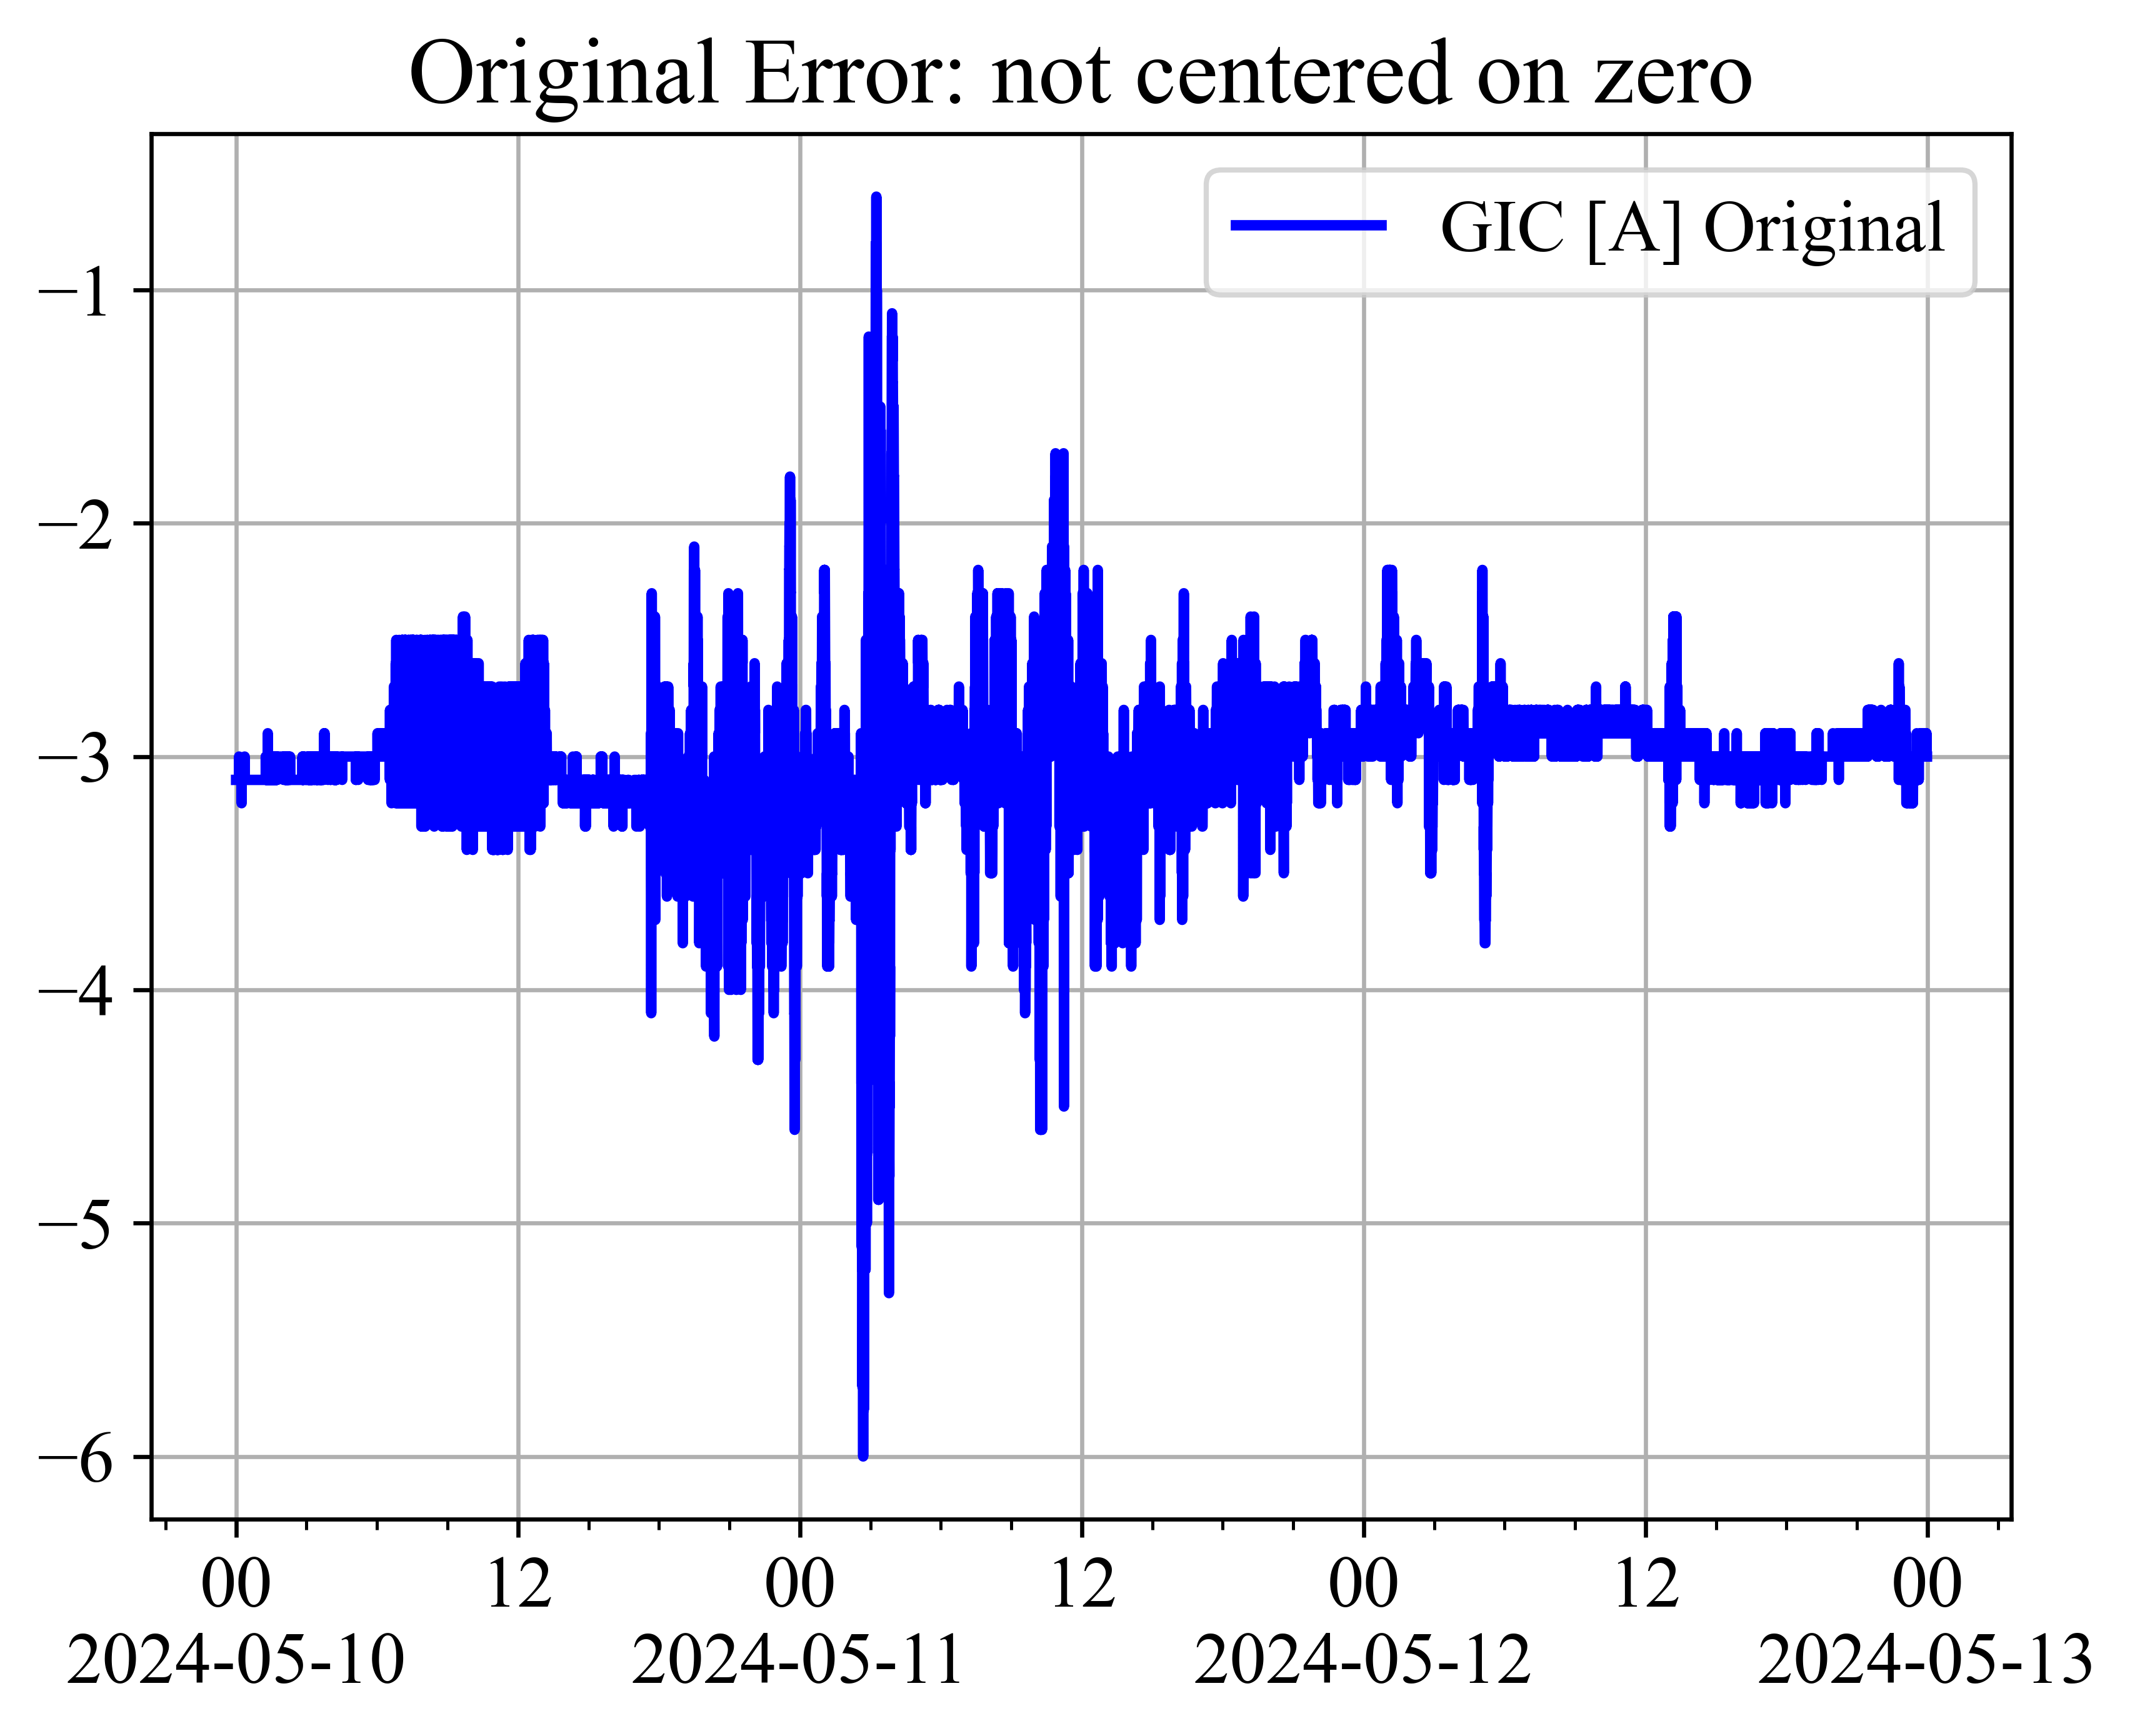 Original Error: not centered on zero
GIC [A] Original
−1
−2
−3
−4
−5
−6
00 12 00 12 00 12 00
2024-05-10 2024-05-11 2024-05-12 2024-05-13